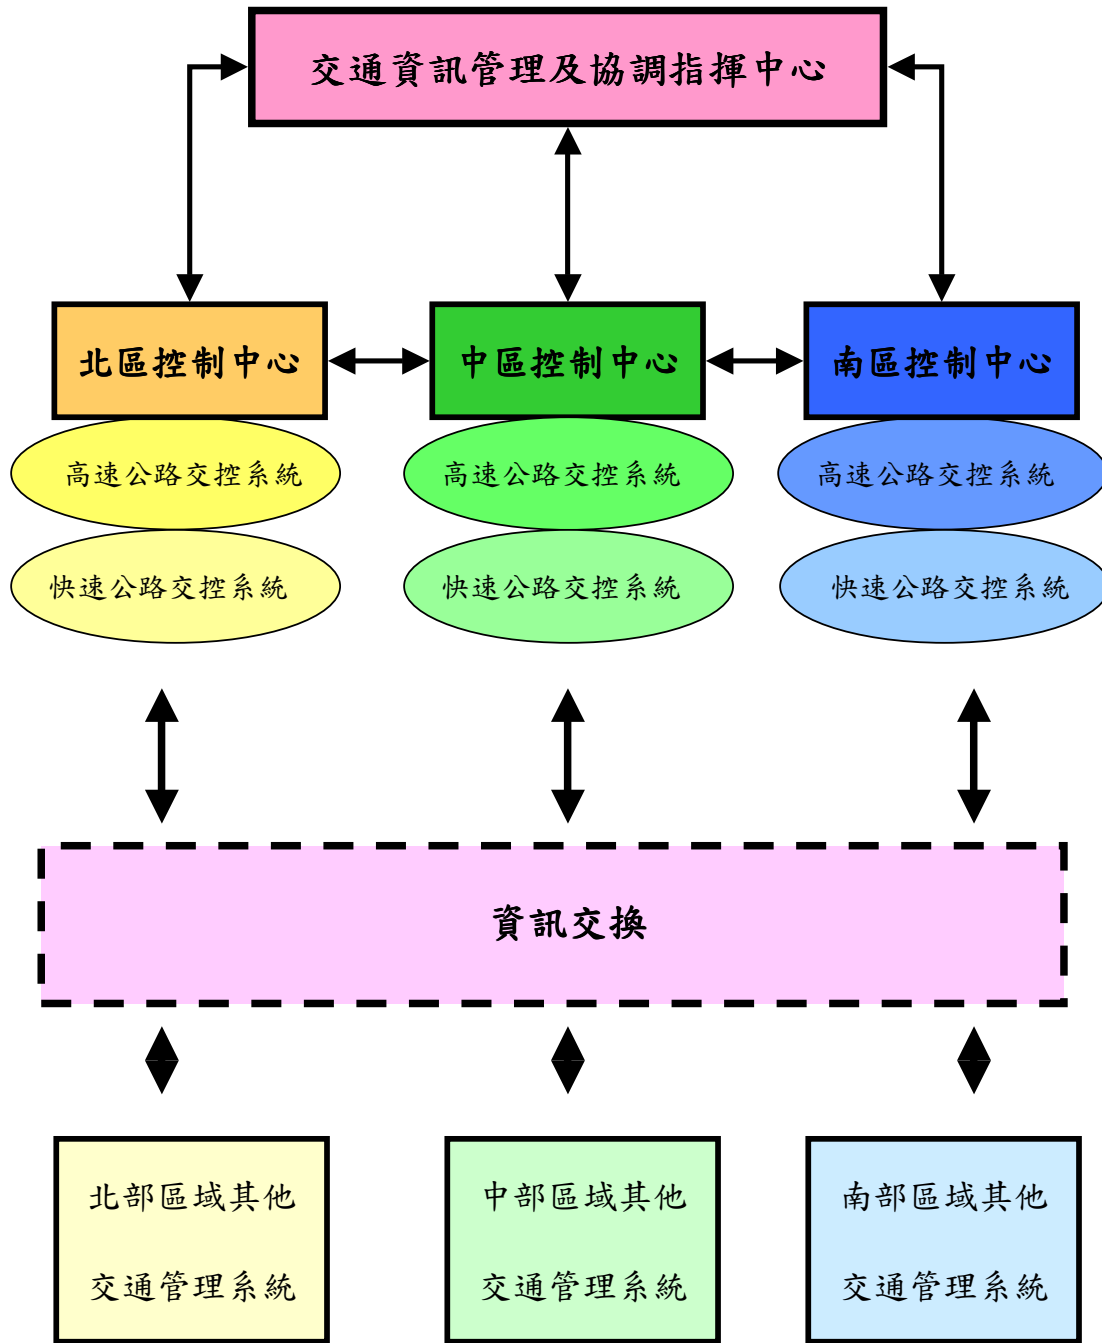 交通資訊管理及協調指揮中心
北區控制中心
中區控制中心
南區控制中心
高速公路交控系統
高速公路交控系統
高速公路交控系統
快速公路交控系統
快速公路交控系統
快速公路交控系統
資訊交換
北部區域其他
交通管理系統
中部區域其他
交通管理系統
南部區域其他
交通管理系統